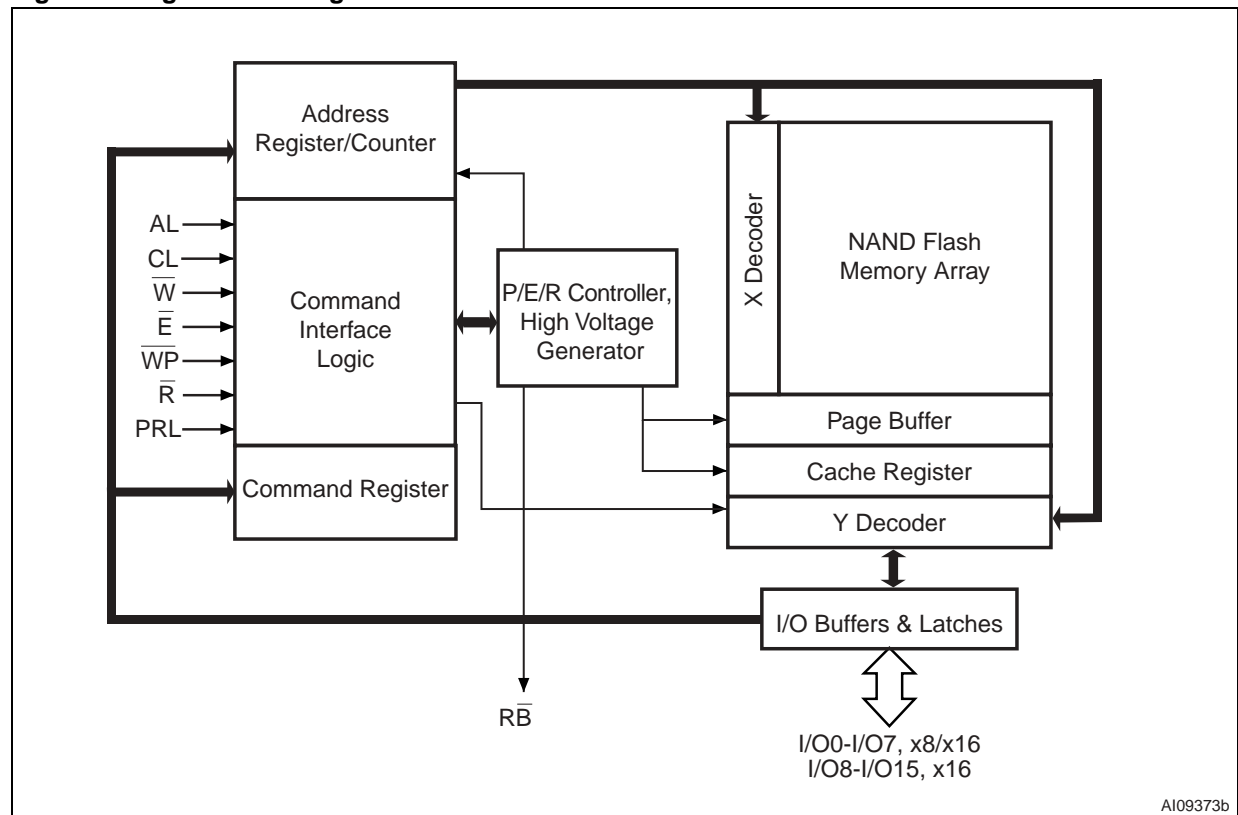 Address
Register/Counter
AL
CL
W̅
E̅
W̅P̅
R̅
PRL
Command
Interface
Logic
Command Register
P/E/R Controller,
High Voltage
Generator
RB̅
X Decoder
NAND Flash
Memory Array
Page Buffer
Cache Register
Y Decoder
I/O Buffers & Latches
I/O0-I/O7, x8/x16
I/O8-I/O15, x16
AI09373b